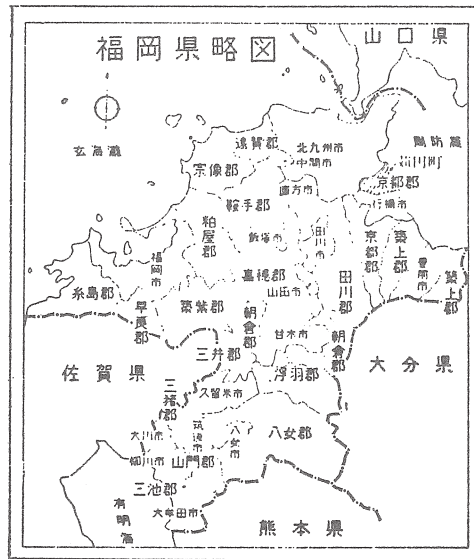 福岡県略図
山口県
玄海灘
周防灘
遠賀郡
北九州市
中間市
宗像郡
苅田町
京都郡
行橋市
直方市
鞍手郡
粕屋郡
飯塚市
田川市
京都郡
築上郡
豊前市
築上郡
福岡市
嘉穂郡
山田市
田川郡
糸島郡
早良郡
筑紫郡
朝倉郡
甘木市
朝倉郡
三井郡
浮羽郡
佐賀県
大分県
三猪郡
久留米市
大川市
筑後市
八女市
八女郡
柳川市
山門郡
三池郡
大牟田市
有明海
熊本県